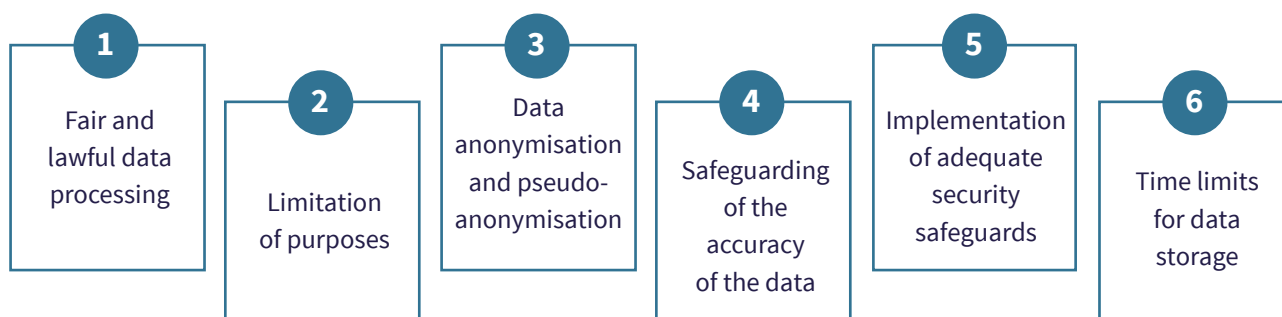 1
Fair and
lawful data
processing
2
Limitation
of purposes
3
Data
anonymisation
and pseudo-
anonymisation
4
Safeguarding
of the
accuracy
of the data
5
Implementation
of adequate
security
safeguards
6
Time limits
for data
storage